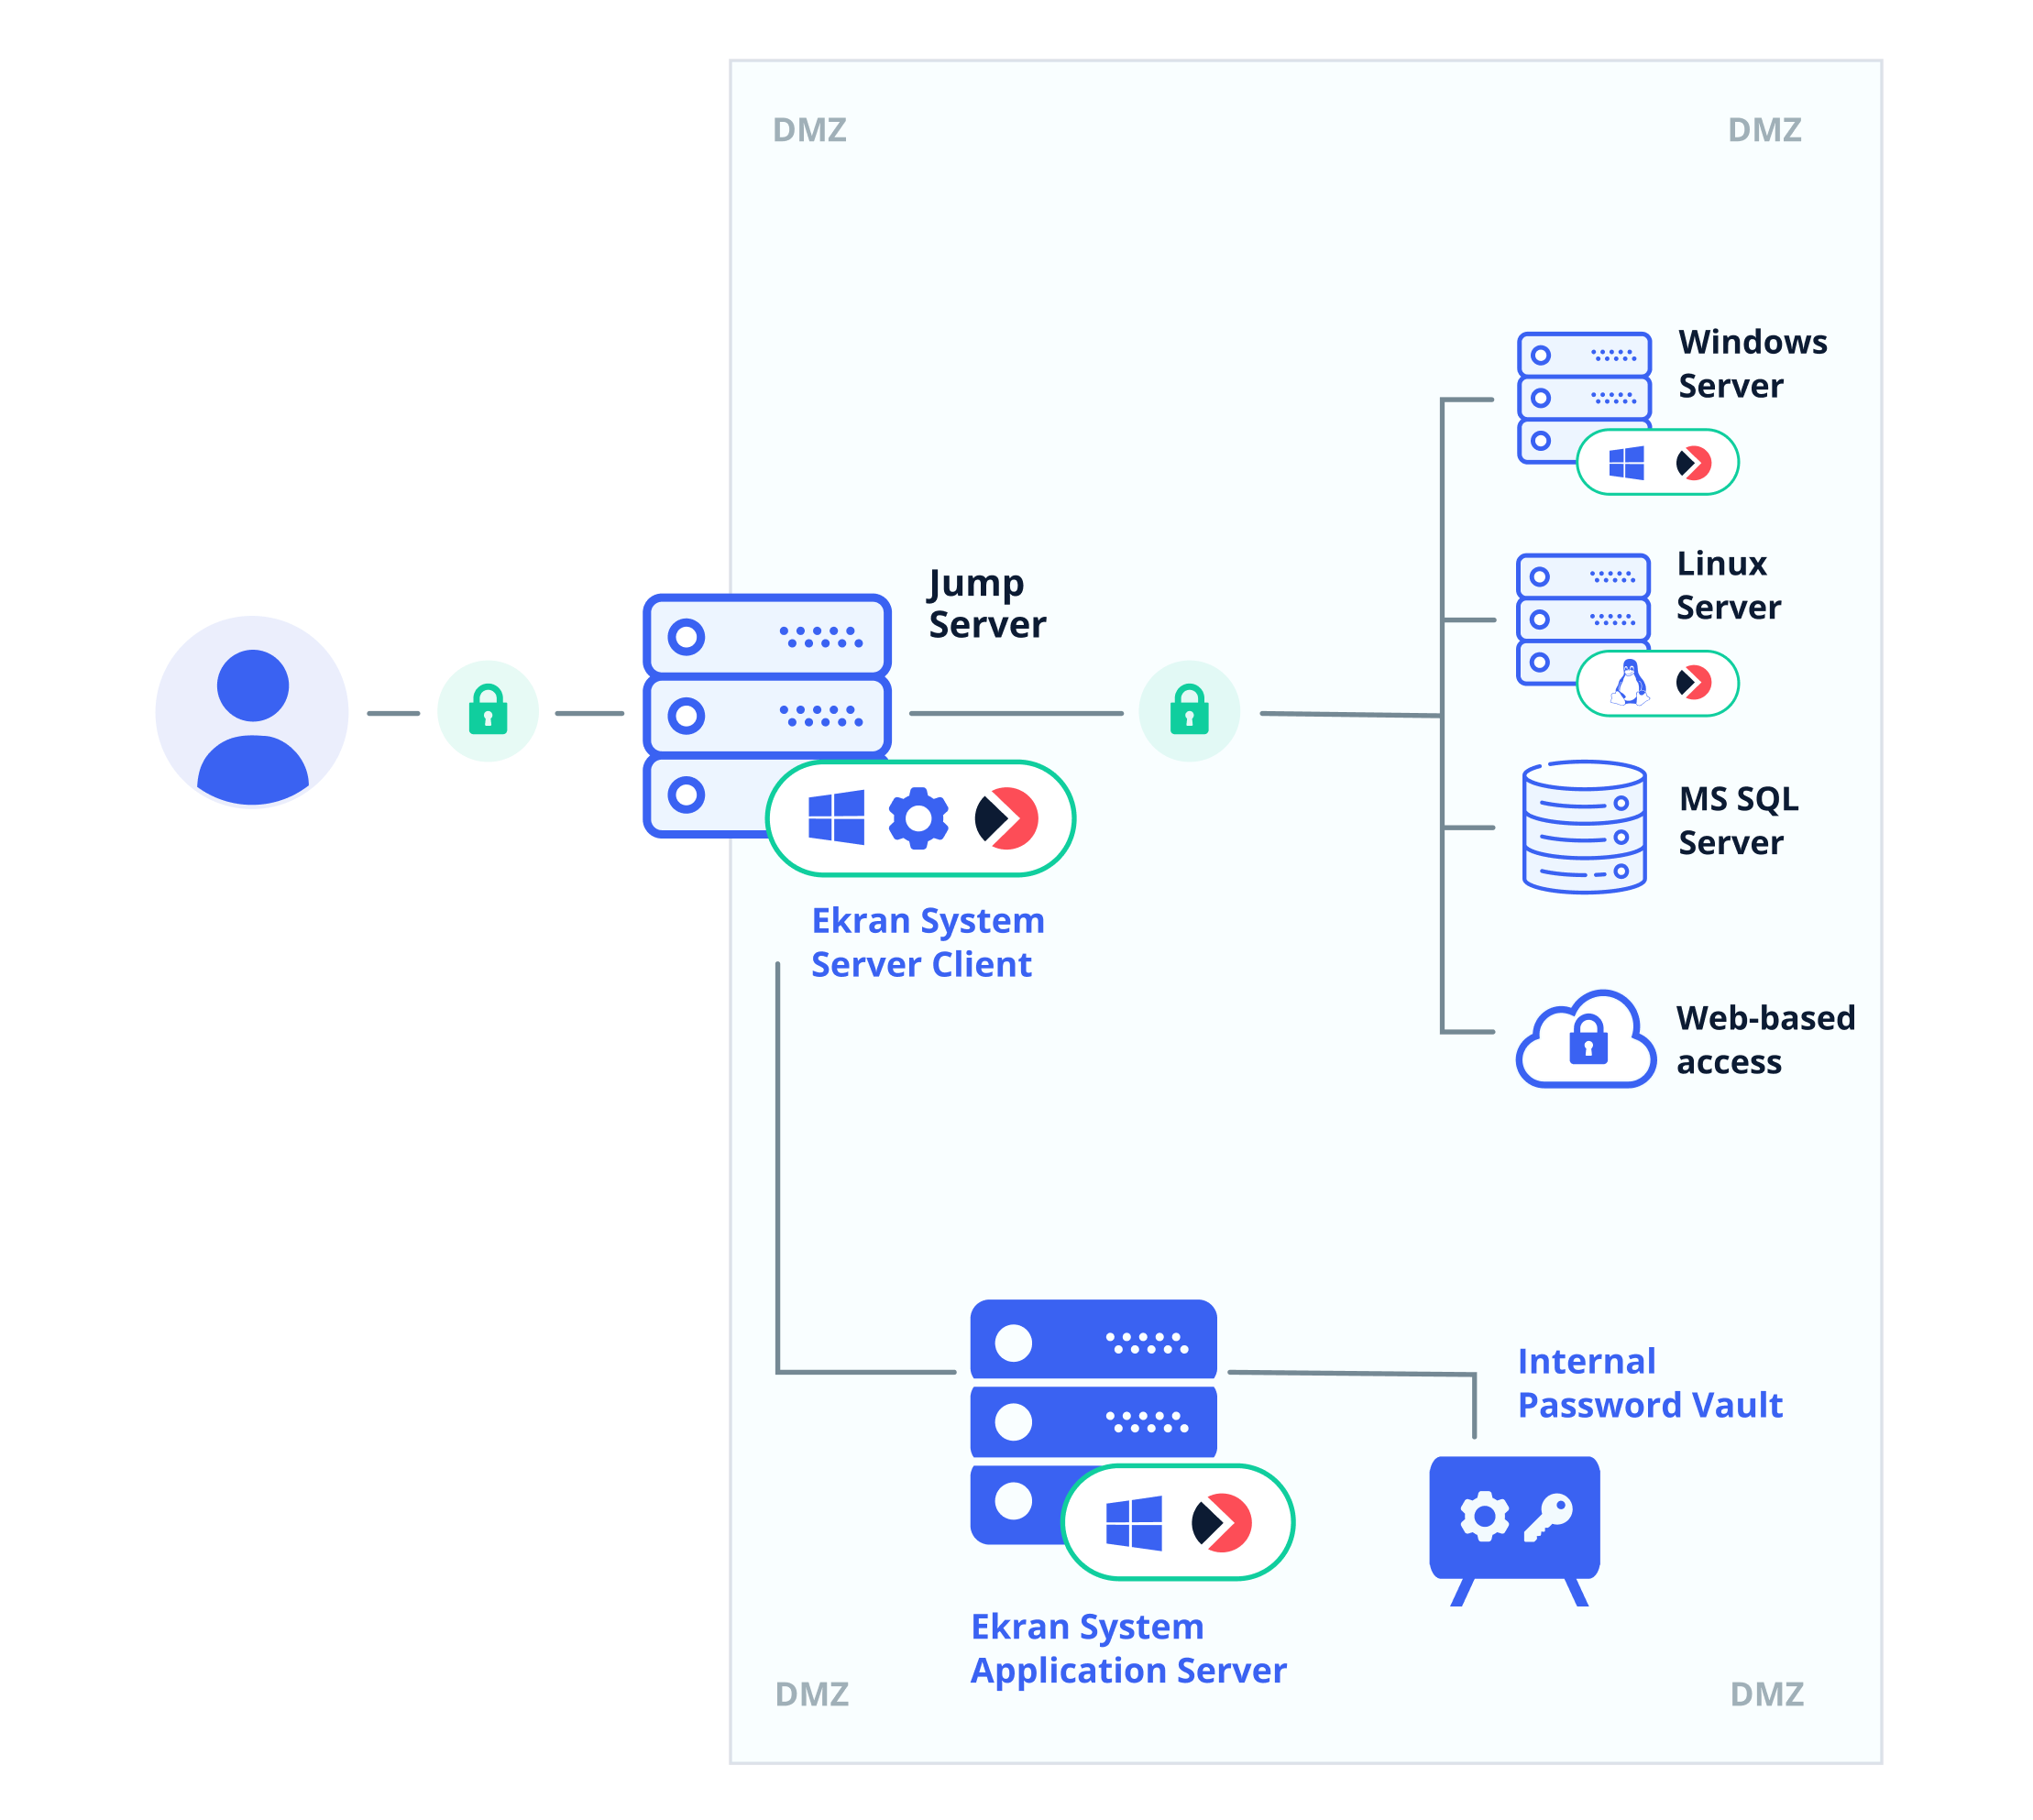 DMZ
DMZ
Windows
Server
Linux
Server
Jump
Server
MS SQL
Server
Ekran System
Server Client
Web-based
access
Internal
Password Vault
Ekran System
Application Server
DMZ
DMZ